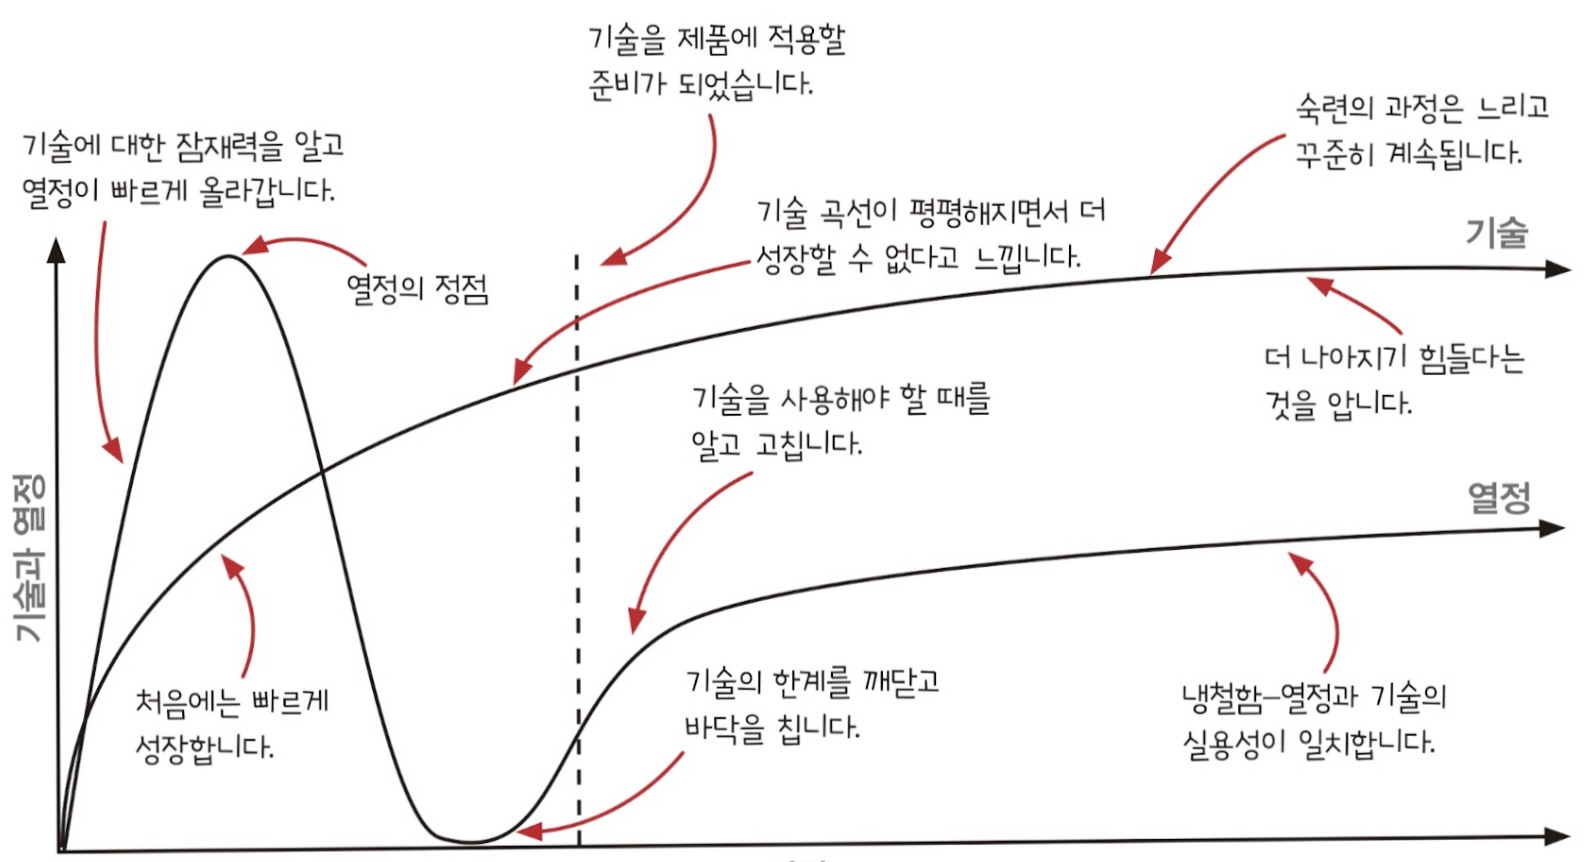 기술을 제품에 적용할
준비가 되었습니다.
숙련의 과정은 느리고
꾸준히 계속됩니다.
기술에 대한 잠재력을 알고
열정이 빠르게 올라갑니다.
기술 곡선이 평평해지면서 더
성장할 수 없다고 느낍니다.
기술
열정의 정점
더 나아지기 힘들다는
것을 압니다.
기술을 사용해야 할 때를
알고 고칩니다.
열정
기술과 열정
기술의 한계를 깨닫고
바닥을 칩니다.
처음에는 빠르게
성장합니다.
냉철함–열정과 기술의
실용성이 일치합니다.